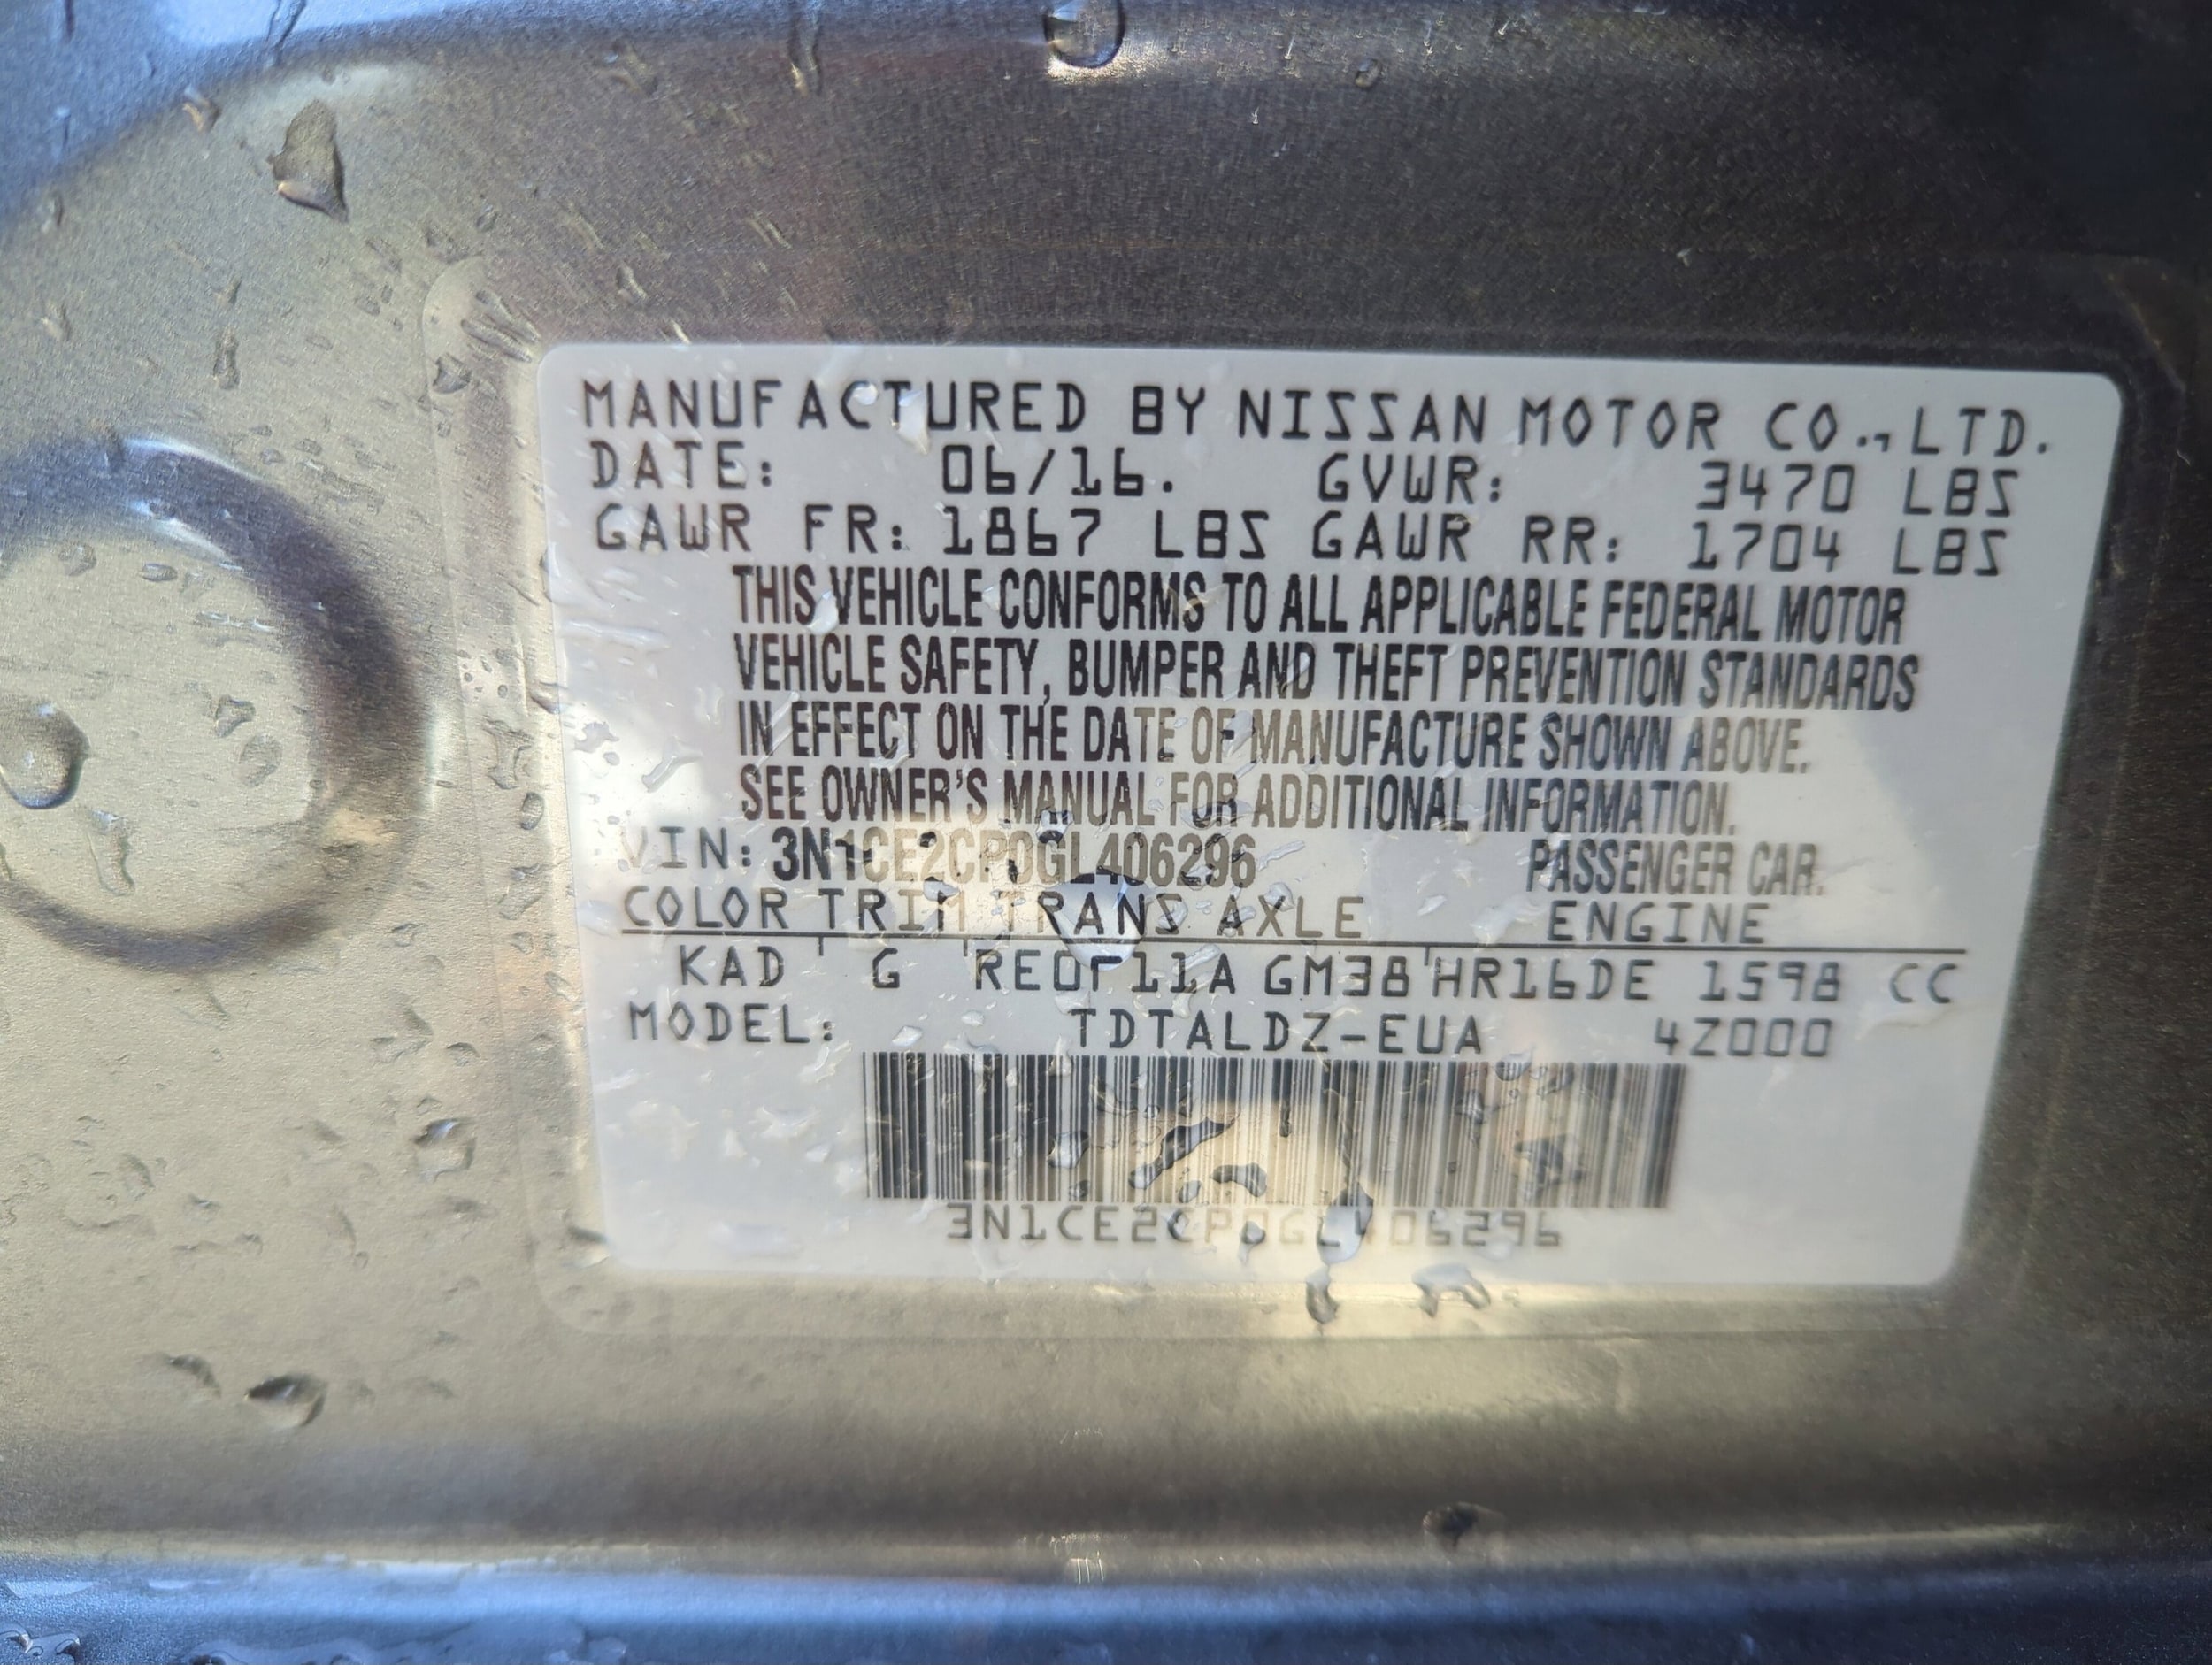 MANUFACTURED BY NISSAN MOTOR CO., LTD.
DATE: 06/16. GVWR: 3470 LBS
GAWR FR: 1867 LBS GAWR RR: 1704 LBS
THIS VEHICLE CONFORMS TO ALL APPLICABLE FEDERAL MOTOR
VEHICLE SAFETY, BUMPER AND THEFT PREVENTION STANDARDS
IN EFFECT ON THE DATE OF MANUFACTURE SHOWN ABOVE.
SEE OWNER'S MANUAL FOR ADDITIONAL INFORMATION.
VIN: 3N1CE2CP0GL406296 PASSENGER CAR.
COLOR TRIM TRANS AXLE ENGINE
KAD G RE0F11A GM38 HR16DE 1598 CC
MODEL: TDTALDZ-EUA 4Z000
3N1CE2CP0GL406296